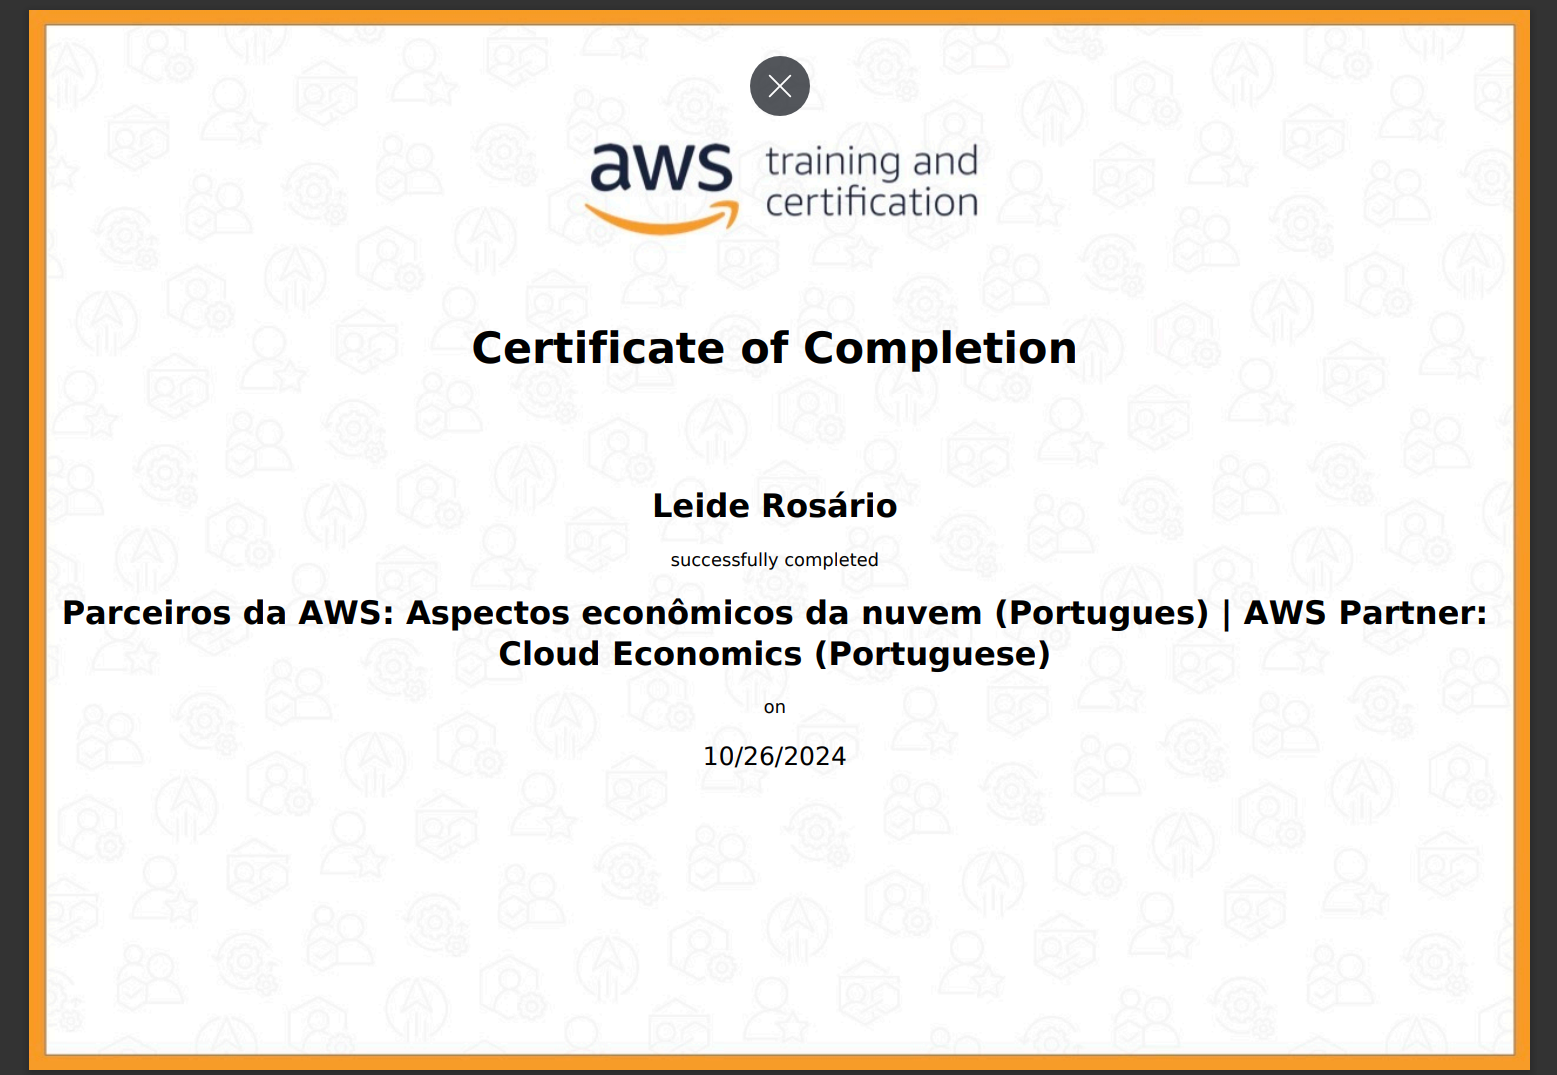 aws training and
certification
Certificate of Completion
Leide Rosário
successfully completed
Parceiros da AWS: Aspectos econômicos da nuvem (Portugues) | AWS Partner:
Cloud Economics (Portuguese)
on
10/26/2024